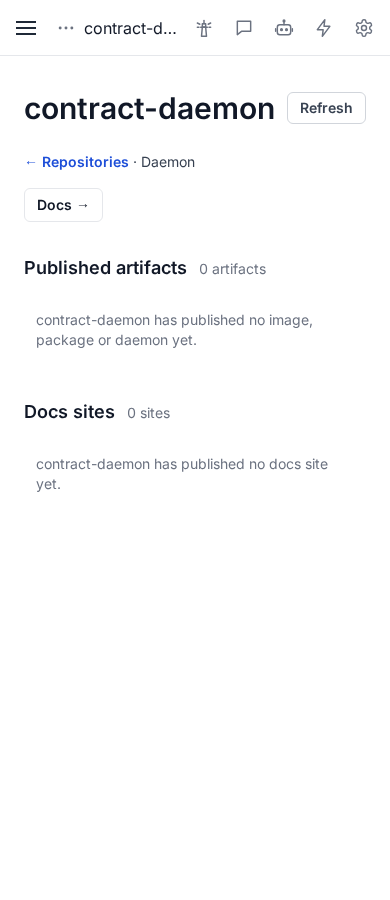 contract-d...
contract-daemon
Refresh
← Repositories · Daemon
Docs →
Published artifacts 0 artifacts
contract-daemon has published no image,
package or daemon yet.
Docs sites 0 sites
contract-daemon has published no docs site
yet.